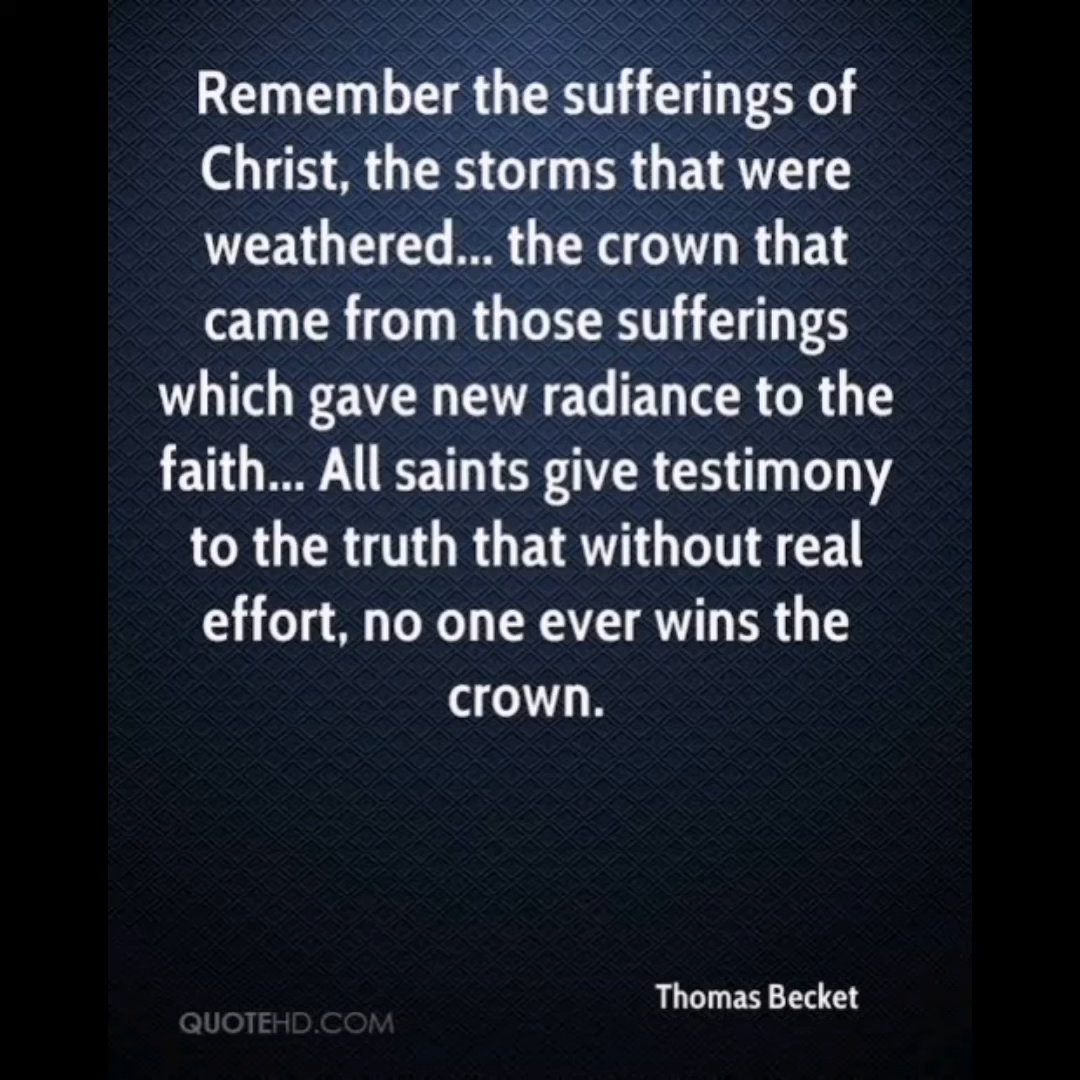 Remember the sufferings of
Christ, the storms that were
weathered... the crown that
came from those sufferings
which gave new radiance to the
faith... All saints give testimony
to the truth that without real
effort, no one ever wins the
crown.
Thomas Becket
QUOTEHD.COM